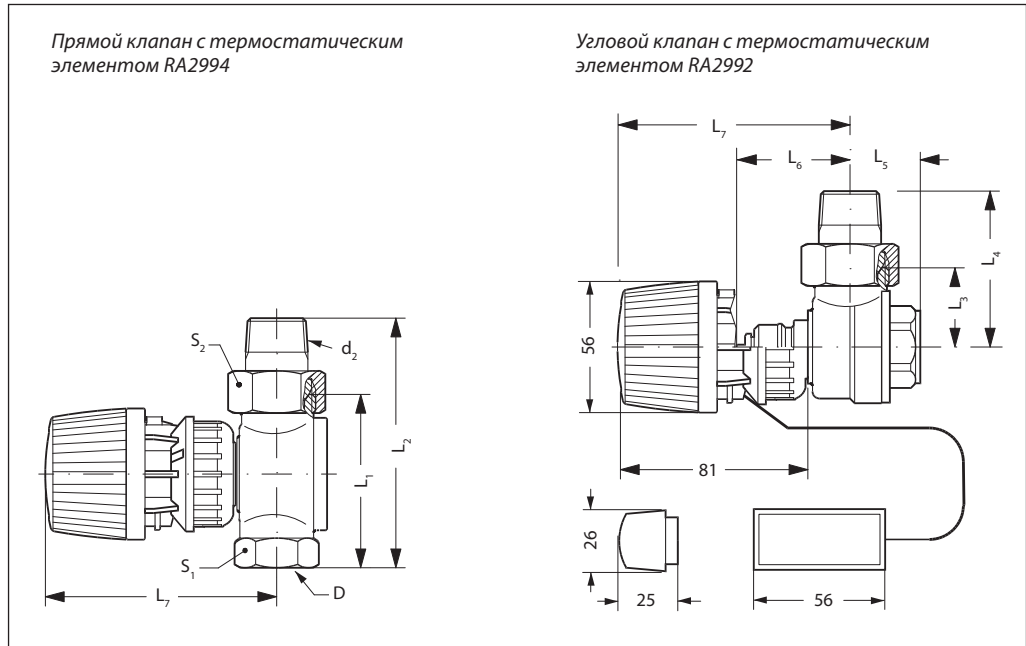 Прямой клапан с термостатическим
элементом RA2994
Угловой клапан с термостатическим
элементом RA2992
L₇
L₆
L₅
L₄
L₃
56
81
26
25
56
S₂
d₂
L₂
L₁
S₁
L₇
D